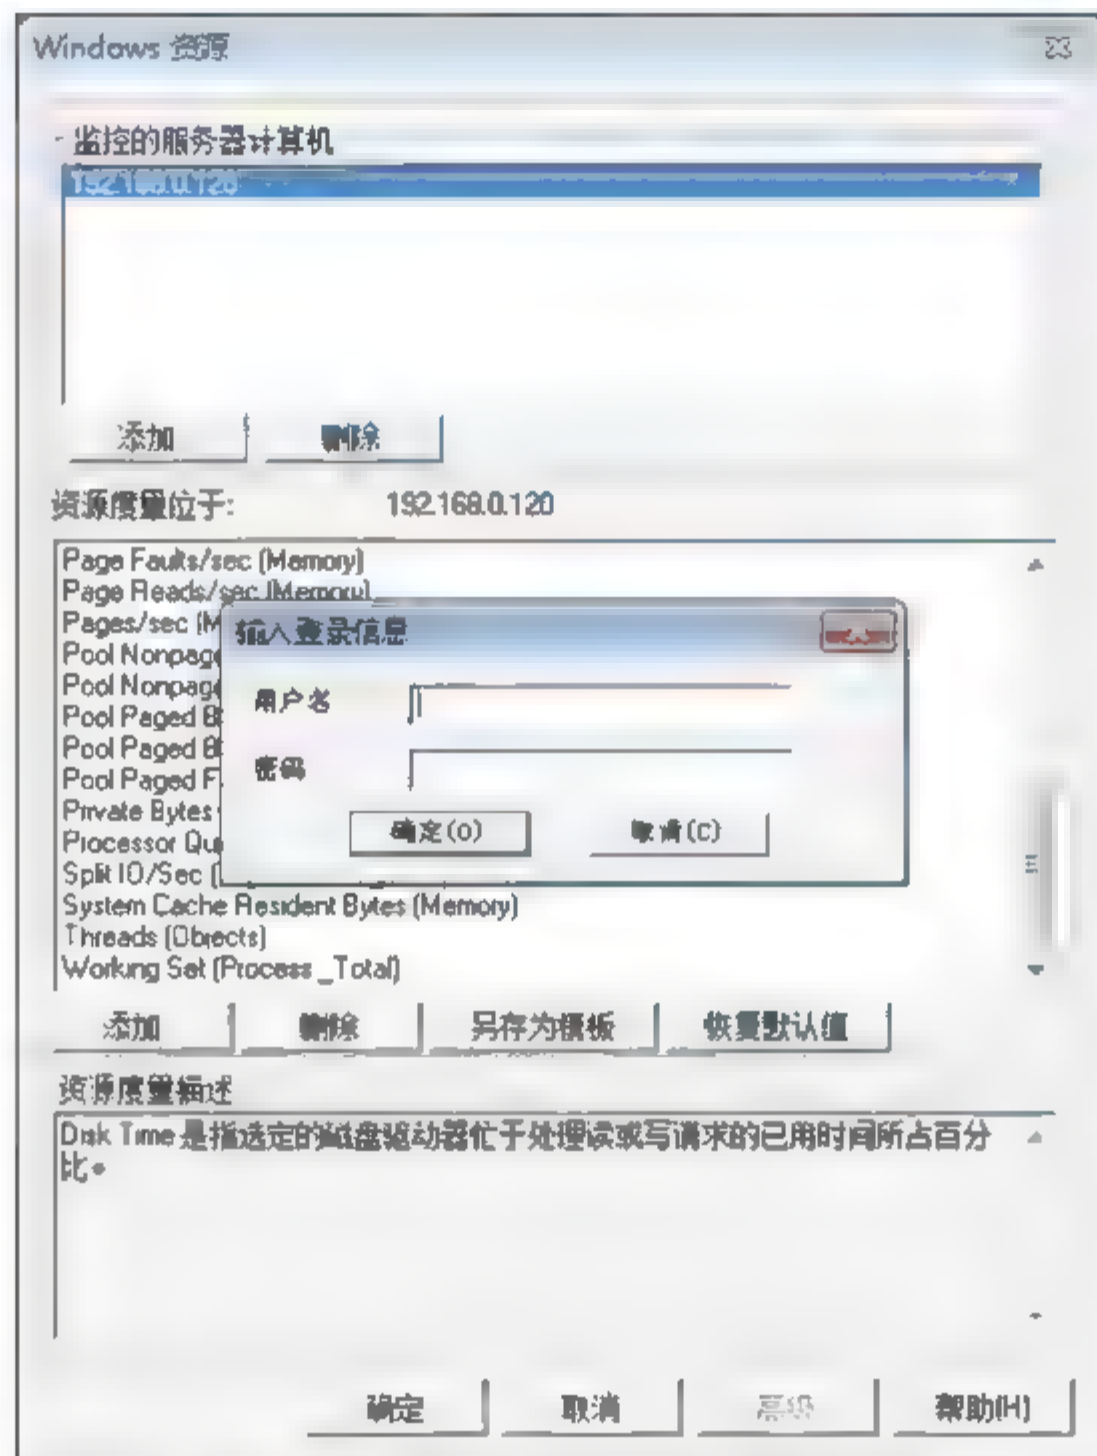 Windows 资源
监控的服务器计算机
192.168.0.120
添加 删除
资源度量位于: 192.168.0.120
Page Faults/sec (Memory)
Page Reads/sec (Memory)
Pages/sec (M
输入登录信息
Pool Nonpage
Pool Nonpage
用户名
Pool Paged B
Pool Paged B
密码
Pool Paged F
Private Bytes
确定(O) 取消(C)
Processor Qu
Split IO/Sec (
System Cache Resident Bytes (Memory)
Threads (Objects)
Working Set (Process _Total)
添加 删除 另存为模板 恢复默认值
资源度量描述
Disk Time 是指选定的磁盘驱动器忙于处理读或写请求的已用时间所占百分
比。
确定 取消 高级 帮助(H)